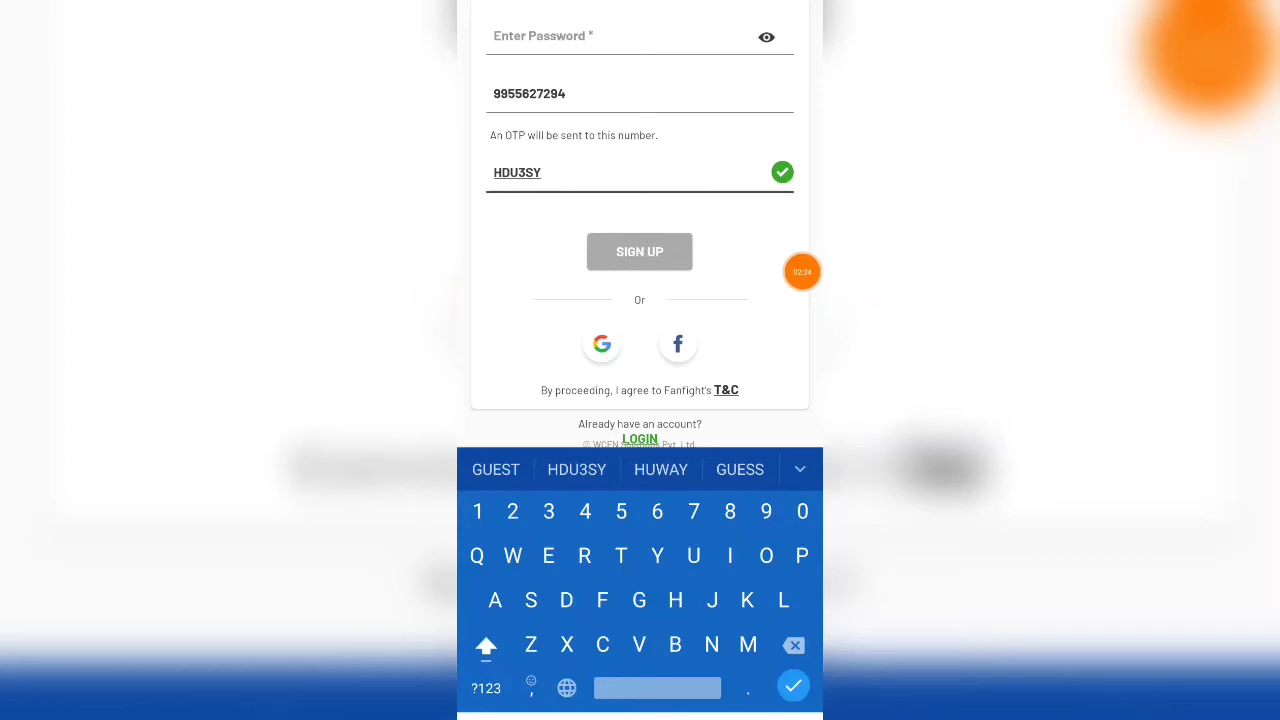 Enter Password *
9955627294
An OTP will be sent to this number.
HDU3SY
SIGN UP
02:34
Or
By proceeding, I agree to Fanfight's T&C
Already have an account?
LOGIN
GUEST HDU3SY HUWAY GUESS
1 2 3 4 5 6 7 8 9 0
Q W E R T Y U I O P
A S D F G H J K L
Z X C V B N M
?123 , .